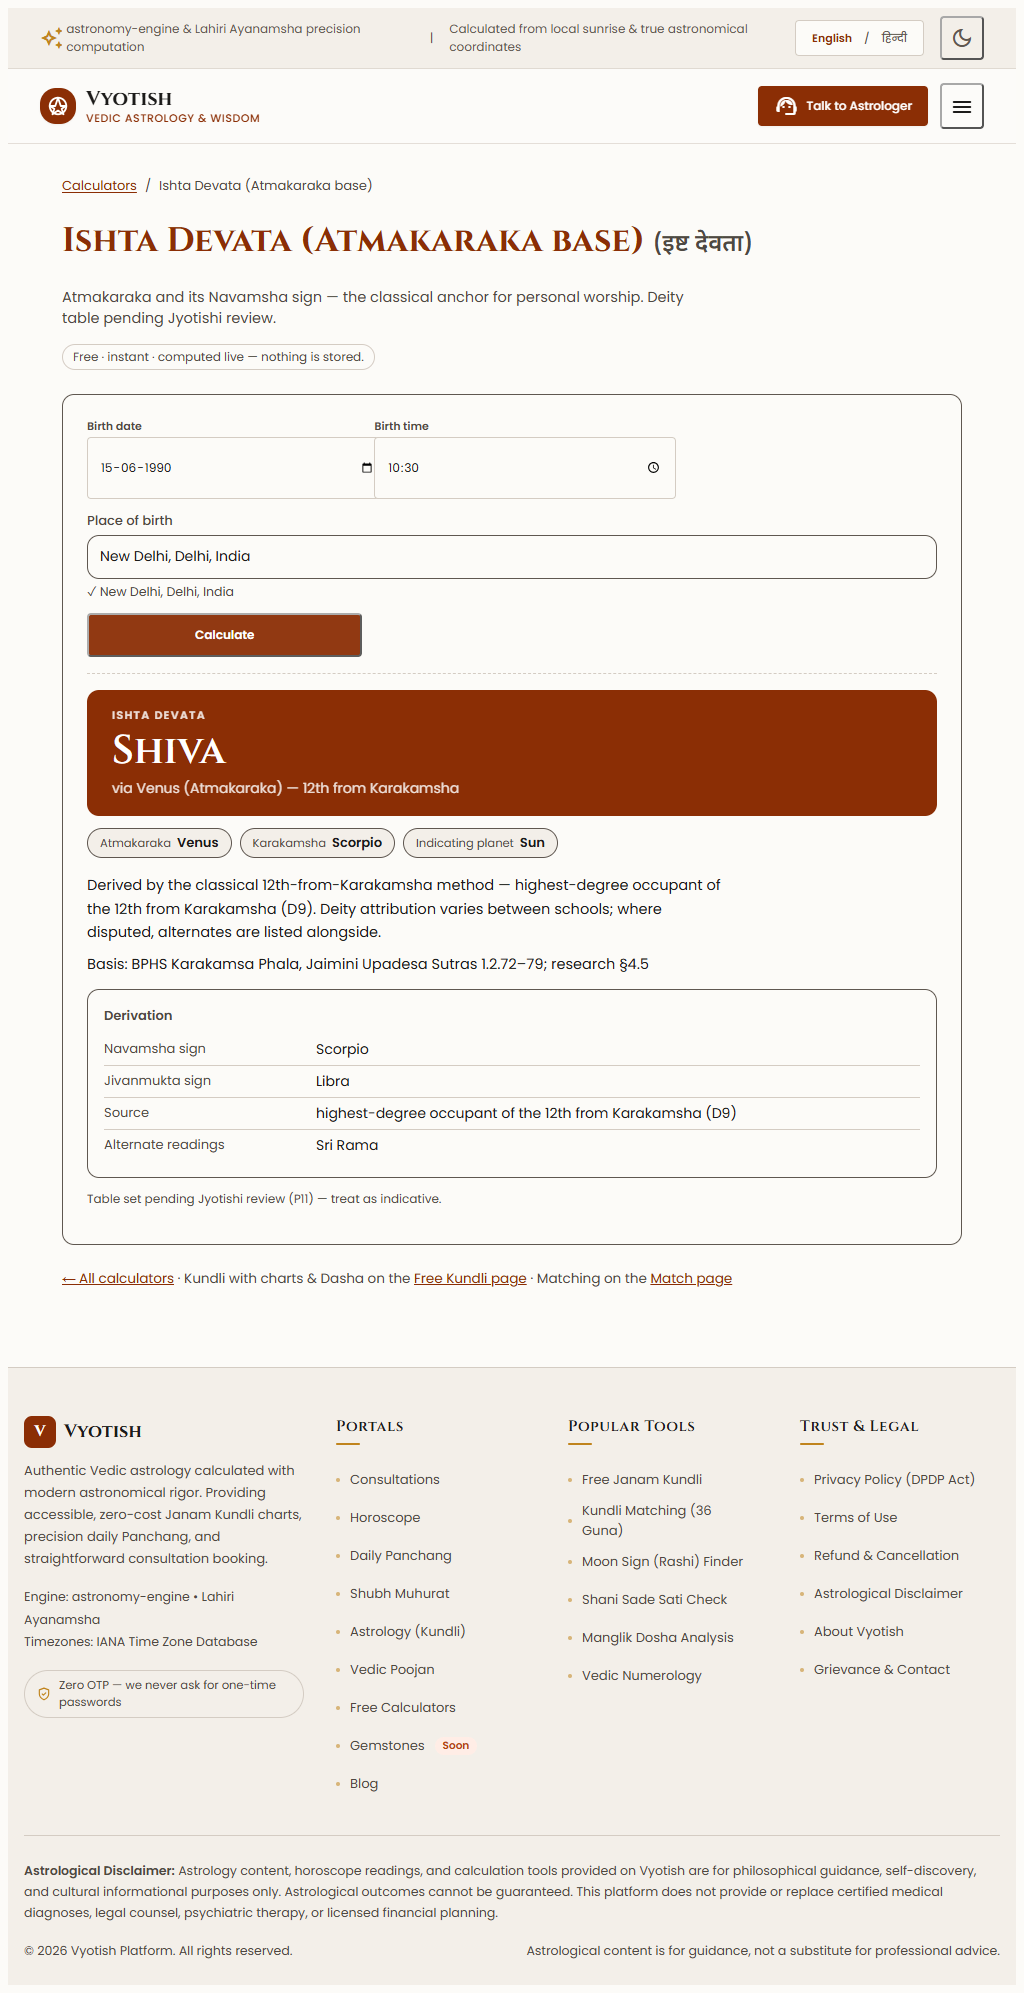 astronomy-engine & Lahiri Ayanamsha precision computation
|
Calculated from local sunrise & true astronomical coordinates
English / हिन्दी
Vyotish
VEDIC ASTROLOGY & WISDOM
Talk to Astrologer
Calculators / Ishta Devata (Atmakaraka base)
Ishta Devata (Atmakaraka base) (इष्ट देवता)
Atmakaraka and its Navamsha sign — the classical anchor for personal worship. Deity
table pending Jyotishi review.
Free · instant · computed live — nothing is stored.
Birth date
Birth time
15-06-1990
10:30
Place of birth
New Delhi, Delhi, India
✓ New Delhi, Delhi, India
Calculate
ISHTA DEVATA
Shiva
via Venus (Atmakaraka) — 12th from Karakamsha
Atmakaraka Venus
Karakamsha Scorpio
Indicating planet Sun
Derived by the classical 12th-from-Karakamsha method — highest-degree occupant of
the 12th from Karakamsha (D9). Deity attribution varies between schools; where
disputed, alternates are listed alongside.
Basis: BPHS Karakamsa Phala, Jaimini Upadesa Sutras 1.2.72–79; research §4.5
Derivation
Navamsha sign Scorpio
Jivanmukta sign Libra
Source highest-degree occupant of the 12th from Karakamsha (D9)
Alternate readings Sri Rama
Table set pending Jyotishi review (P11) — treat as indicative.
← All calculators · Kundli with charts & Dasha on the Free Kundli page · Matching on the Match page
V Vyotish
Authentic Vedic astrology calculated with
modern astronomical rigor. Providing
accessible, zero-cost Janam Kundli charts,
precision daily Panchang, and
straightforward consultation booking.
Engine: astronomy-engine • Lahiri
Ayanamsha
Timezones: IANA Time Zone Database
Zero OTP — we never ask for one-time
passwords
Portals
Consultations
Horoscope
Daily Panchang
Shubh Muhurat
Astrology (Kundli)
Vedic Poojan
Free Calculators
Gemstones Soon
Blog
Popular Tools
Free Janam Kundli
Kundli Matching (36
Guna)
Moon Sign (Rashi) Finder
Shani Sade Sati Check
Manglik Dosha Analysis
Vedic Numerology
Trust & Legal
Privacy Policy (DPDP Act)
Terms of Use
Refund & Cancellation
Astrological Disclaimer
About Vyotish
Grievance & Contact
Astrological Disclaimer: Astrology content, horoscope readings, and calculation tools provided on Vyotish are for philosophical guidance, self-discovery,
and cultural informational purposes only. Astrological outcomes cannot be guaranteed. This platform does not provide or replace certified medical
diagnoses, legal counsel, psychiatric therapy, or licensed financial planning.
© 2026 Vyotish Platform. All rights reserved.
Astrological content is for guidance, not a substitute for professional advice.